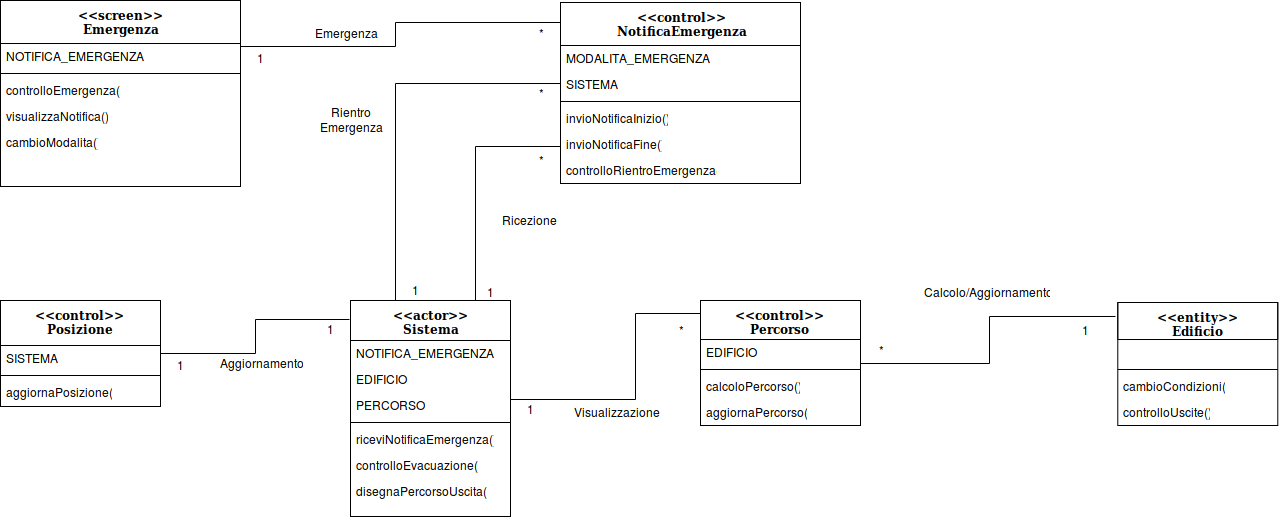 <<screen>>
Emergenza
NOTIFICA_EMERGENZA
controlloEmergenza(
visualizzaNotifica()
cambioModalita(
Emergenza
1
*
<<control>>
NotificaEmergenza
MODALITA_EMERGENZA
SISTEMA
invioNotificaInizio()
invioNotificaFine(
controlloRientroEmergenza
Rientro
Emergenza
*
1
*
Ricezione
1
<<control>>
Posizione
SISTEMA
aggiornaPosizione(
1
Aggiornamento
1
<<actor>>
Sistema
NOTIFICA_EMERGENZA
EDIFICIO
PERCORSO
riceviNotificaEmergenza(
controlloEvacuazione(
disegnaPercorsoUscita(
1
Visualizzazione
*
<<control>>
Percorso
EDIFICIO
calcoloPercorso()
aggiornaPercorso(
*
Calcolo/Aggiornamento
1
<<entity>>
Edificio
cambioCondizioni(
controlloUscite()